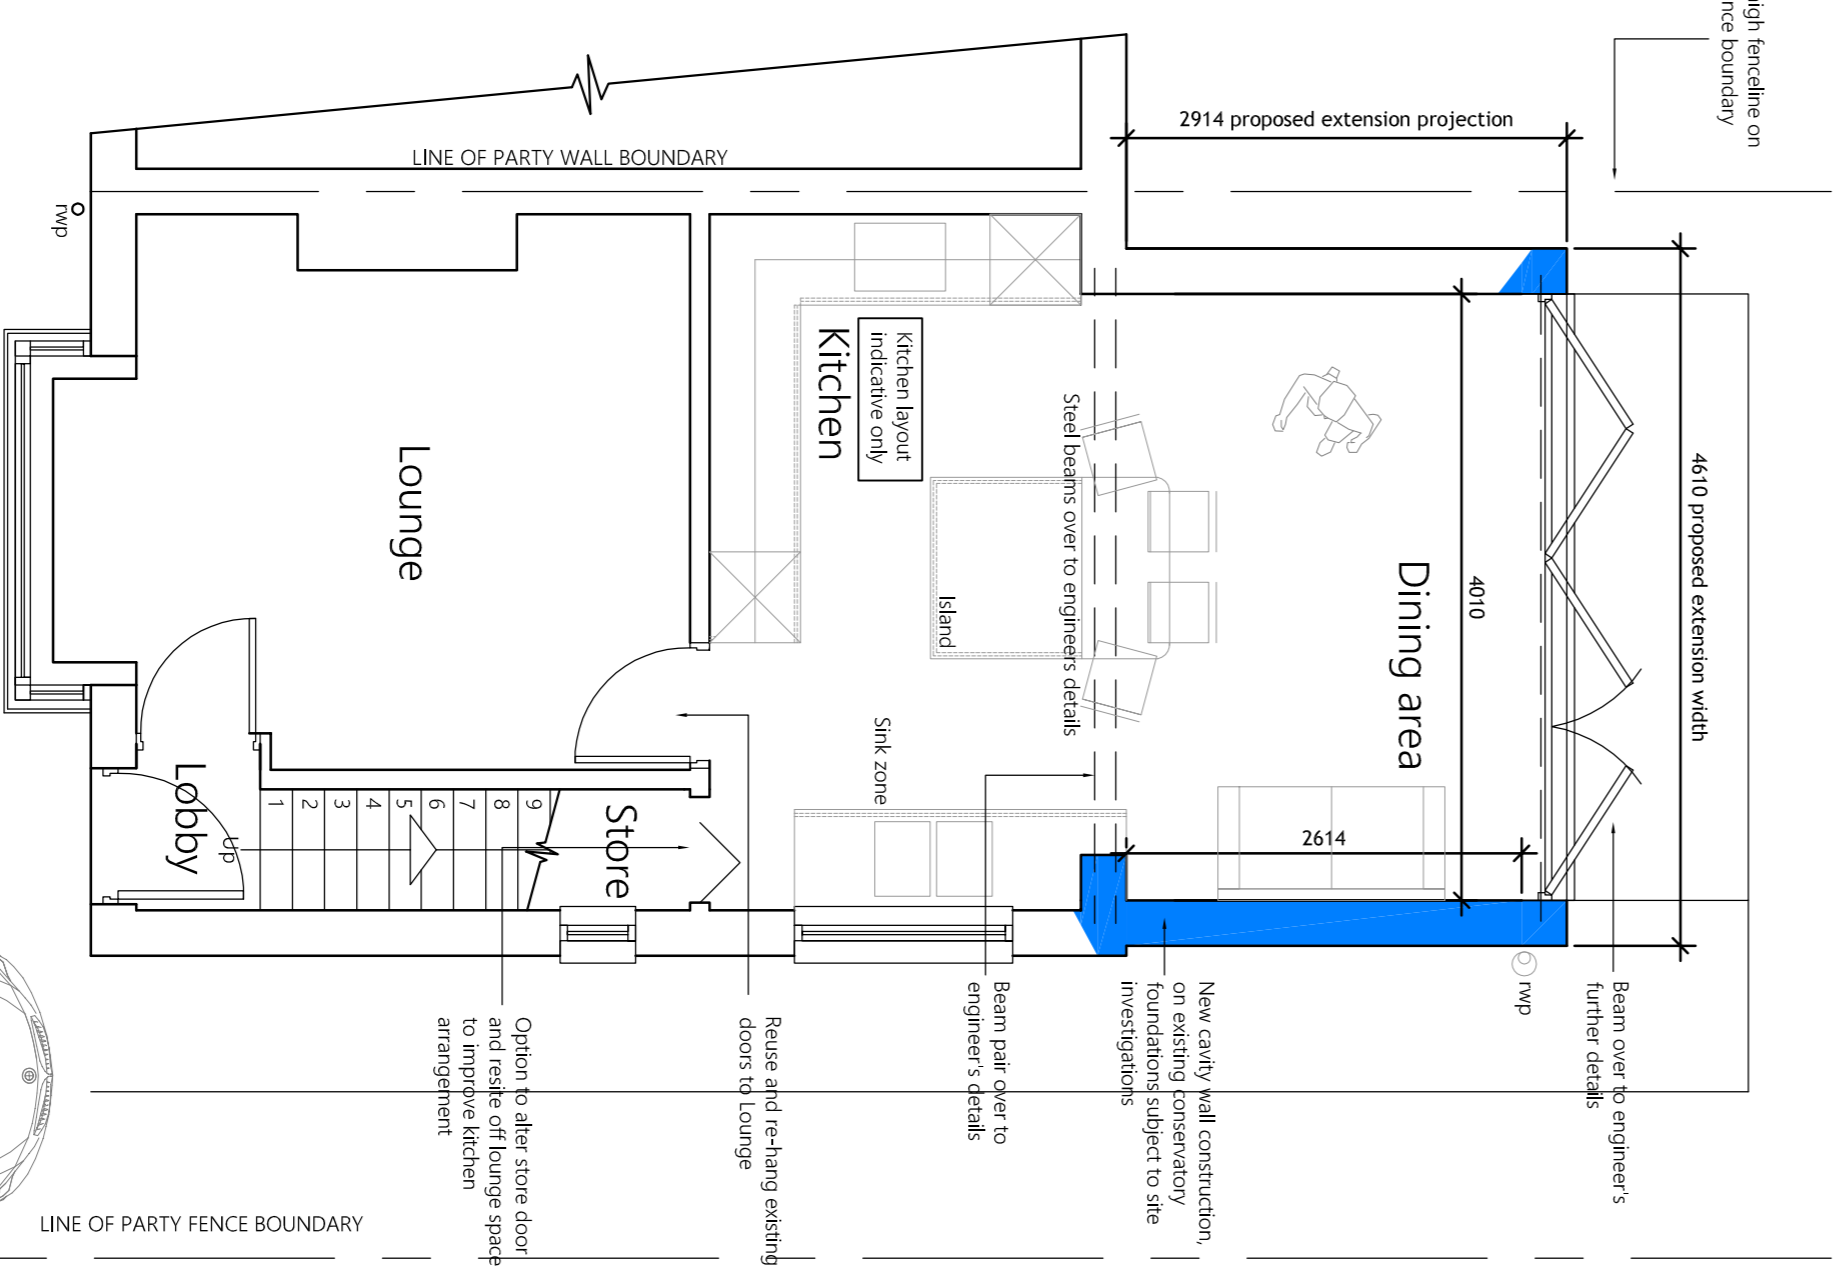 high fenceline on
nce boundary
2914 proposed extension projection
LINE OF PARTY WALL BOUNDARY
rwp
Kitchen layout
indicative only
Kitchen
Lounge
Steel beams over to engineers details
Island
Dining area
4010
4610 proposed extension width
Sink zone
2614
Lobby
Up
1
2
3
4
5
6
7
8
9
Store
rwp
Beam over to engineer's
further details
New cavity wall construction,
on existing conservatory
foundations subject to site
investigations
Beam pair over to
engineer's details
Reuse and re-hang existing
doors to Lounge
Option to alter store door
and resite off lounge space
to improve kitchen
arrangement
LINE OF PARTY FENCE BOUNDARY